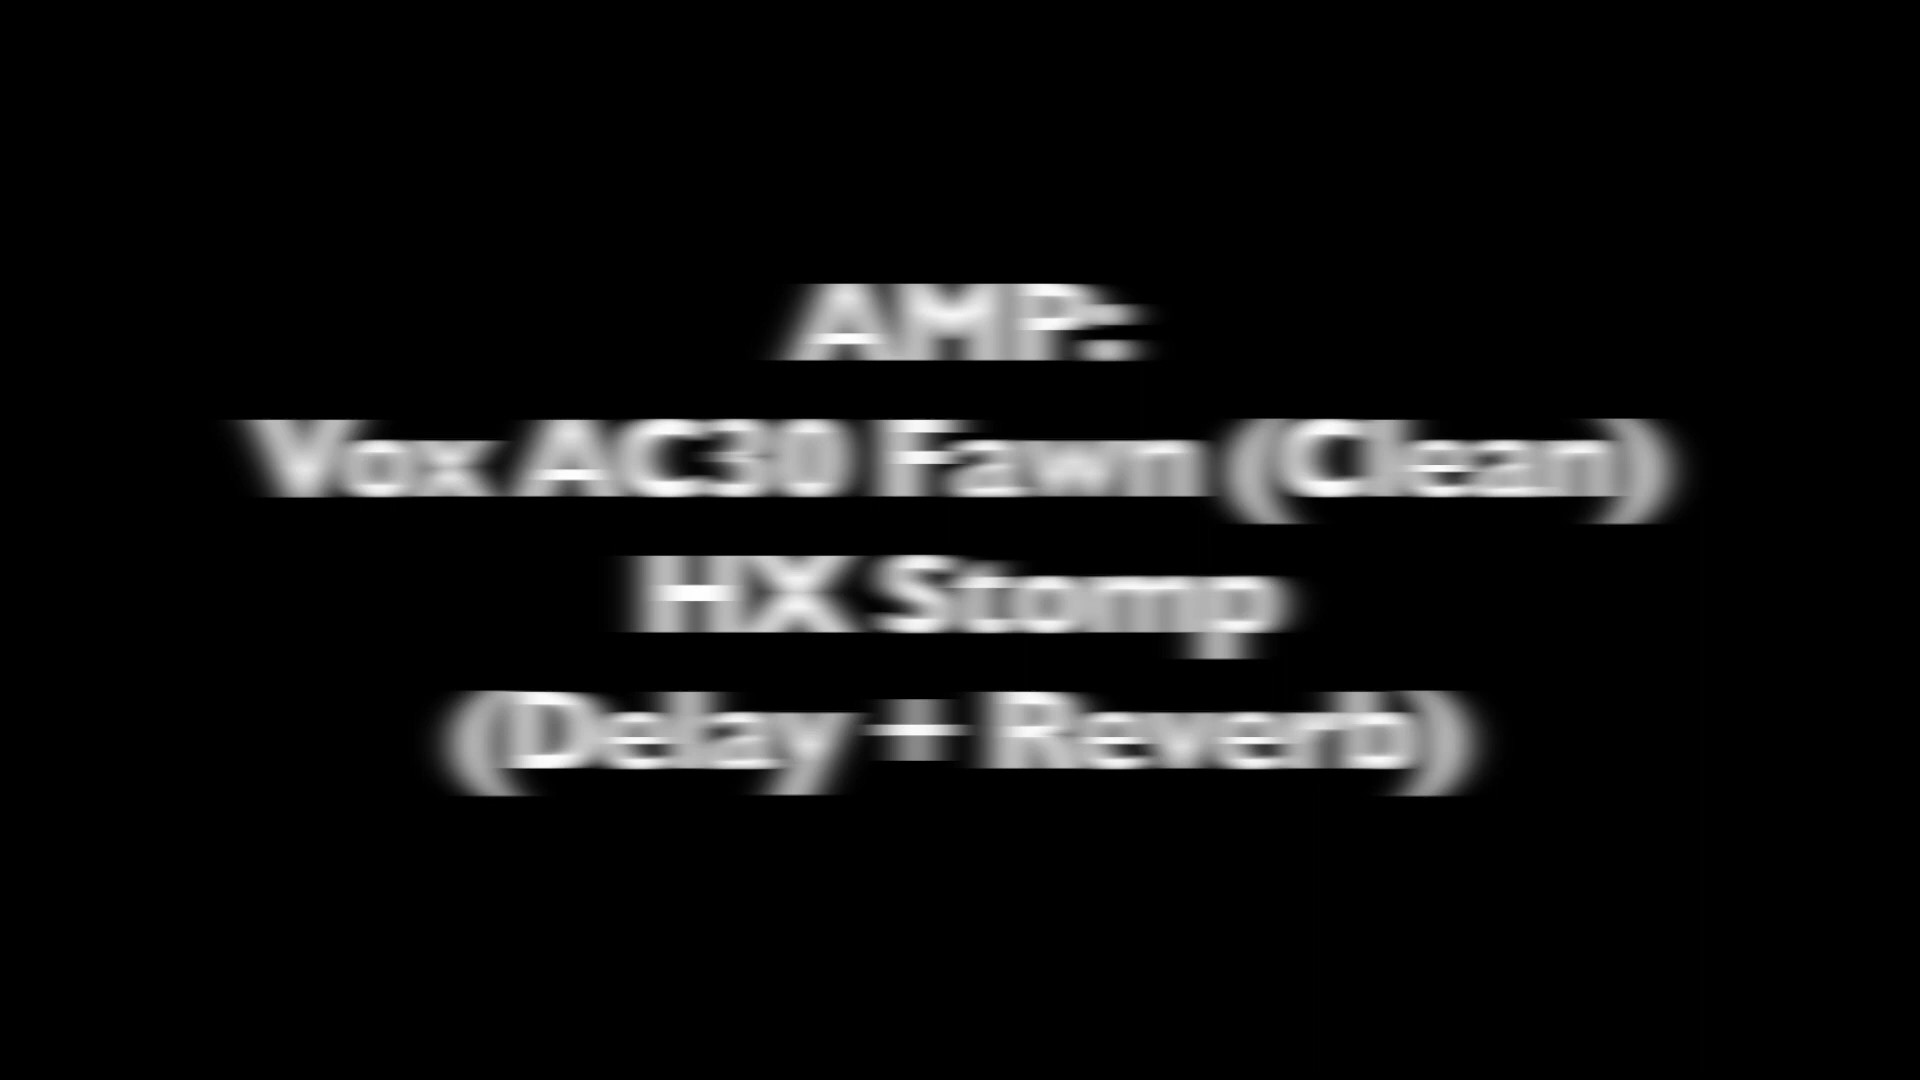 AMP:
Vox AC30 Fawn (Clean)
HX Stomp
(Delay + Reverb)